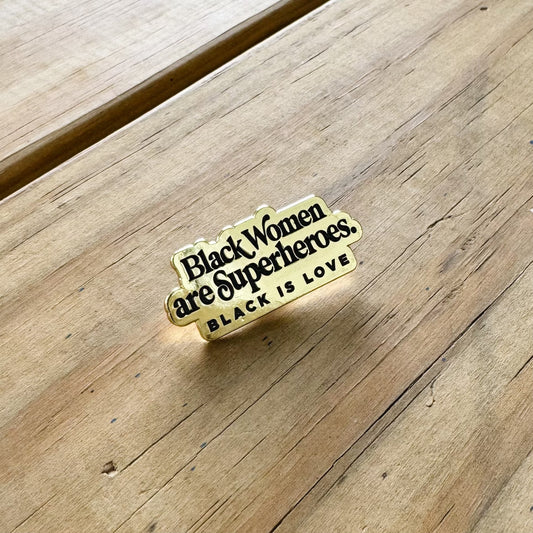 Black Women
are Superheroes.
BLACK IS LOVE